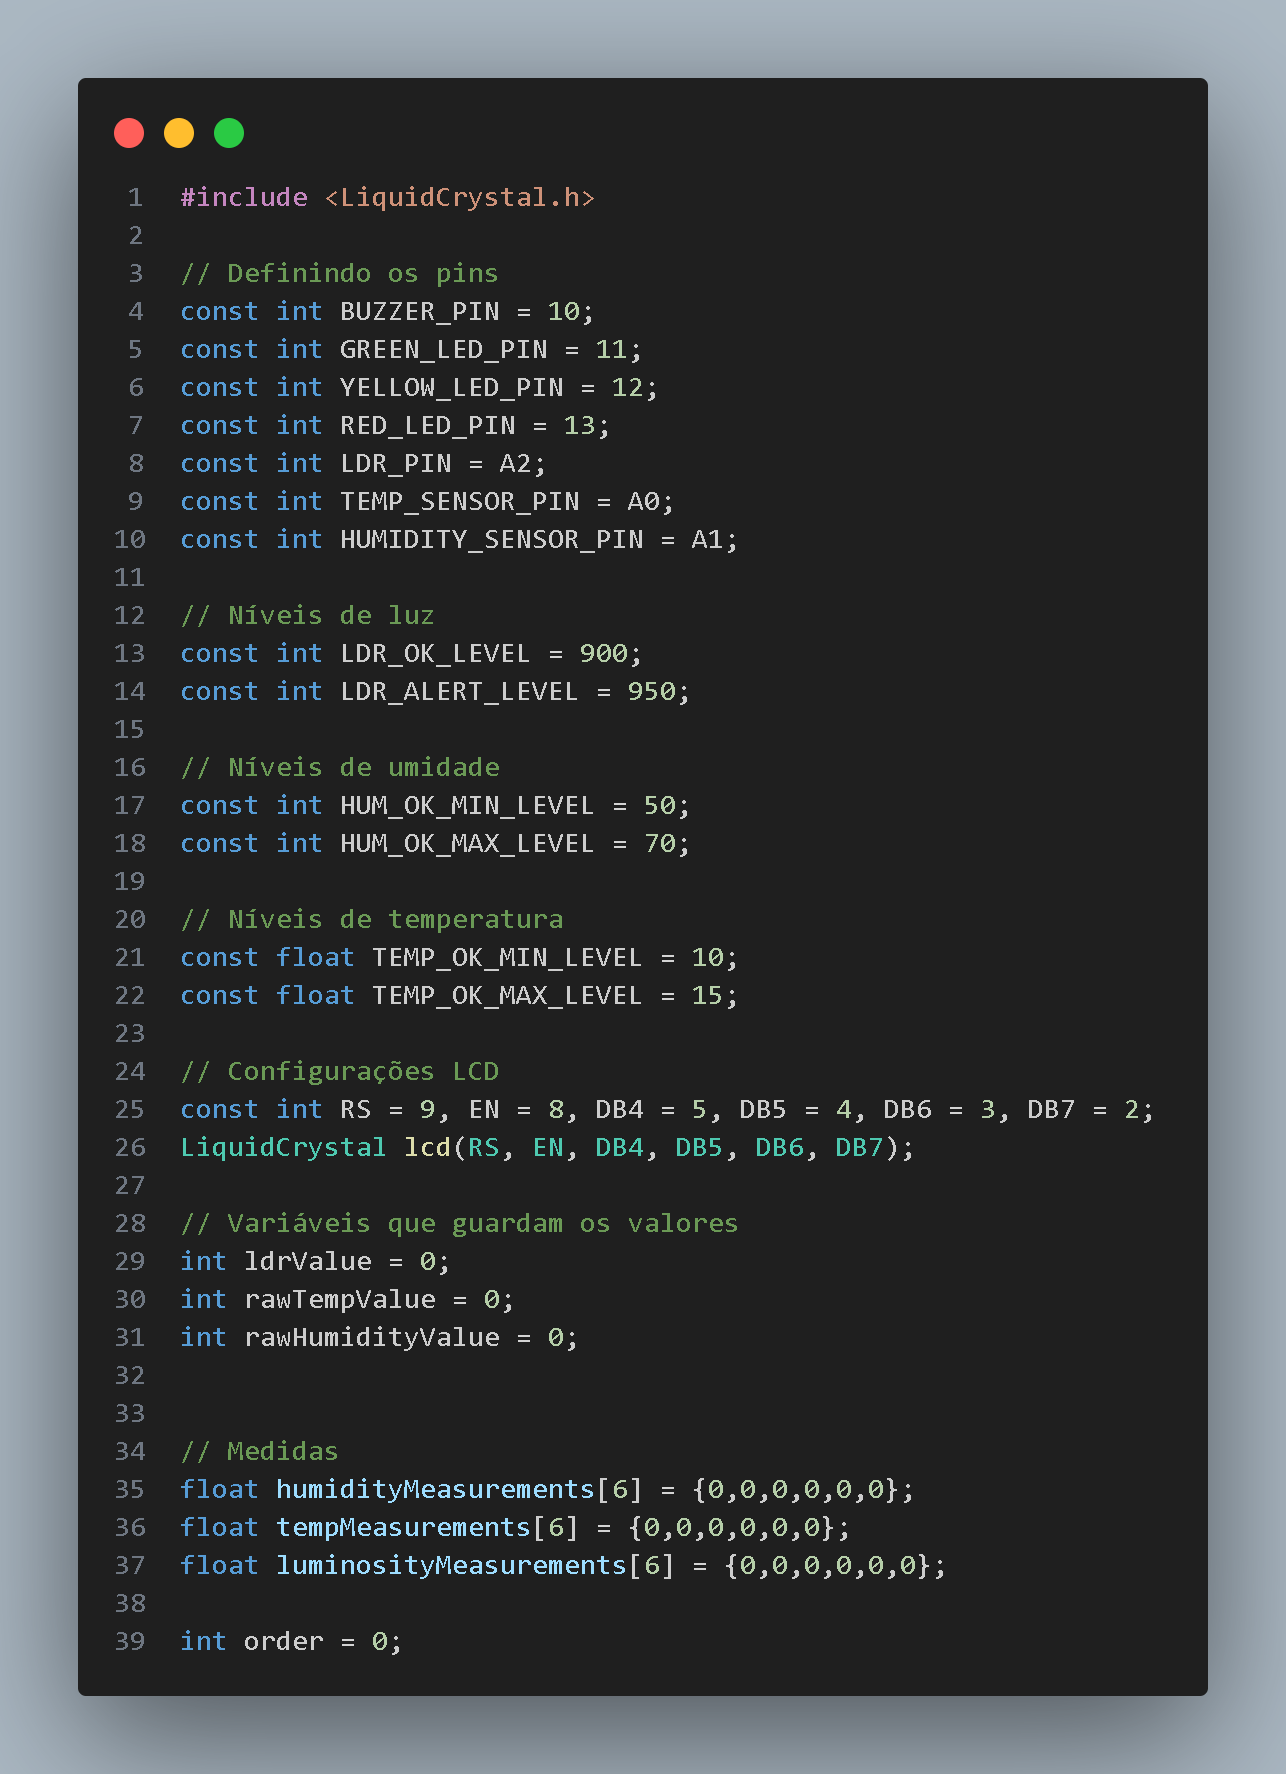 1 #include <LiquidCrystal.h>
2
3 // Definindo os pins
4 const int BUZZER_PIN = 10;
5 const int GREEN_LED_PIN = 11;
6 const int YELLOW_LED_PIN = 12;
7 const int RED_LED_PIN = 13;
8 const int LDR_PIN = A2;
9 const int TEMP_SENSOR_PIN = A0;
10 const int HUMIDITY_SENSOR_PIN = A1;
11
12 // Níveis de luz
13 const int LDR_OK_LEVEL = 900;
14 const int LDR_ALERT_LEVEL = 950;
15
16 // Níveis de umidade
17 const int HUM_OK_MIN_LEVEL = 50;
18 const int HUM_OK_MAX_LEVEL = 70;
19
20 // Níveis de temperatura
21 const float TEMP_OK_MIN_LEVEL = 10;
22 const float TEMP_OK_MAX_LEVEL = 15;
23
24 // Configurações LCD
25 const int RS = 9, EN = 8, DB4 = 5, DB5 = 4, DB6 = 3, DB7 = 2;
26 LiquidCrystal lcd(RS, EN, DB4, DB5, DB6, DB7);
27
28 // Variáveis que guardam os valores
29 int ldrValue = 0;
30 int rawTempValue = 0;
31 int rawHumidityValue = 0;
32
33
34 // Medidas
35 float humidityMeasurements[6] = {0,0,0,0,0,0};
36 float tempMeasurements[6] = {0,0,0,0,0,0};
37 float luminosityMeasurements[6] = {0,0,0,0,0,0};
38
39 int order = 0;